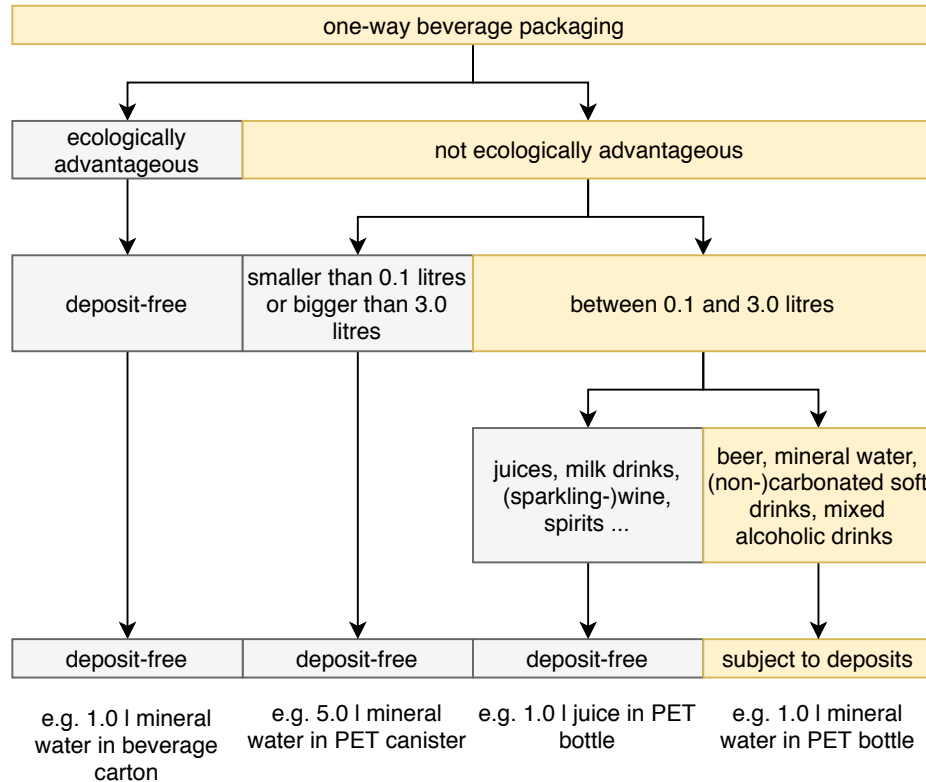 one-way beverage packaging
ecologically
advantageous
not ecologically advantageous
deposit-free
smaller than 0.1 litres
or bigger than 3.0
litres
between 0.1 and 3.0 litres
juices, milk drinks,
(sparkling-)wine,
spirits ...
beer, mineral water,
(non-)carbonated soft
drinks, mixed
alcoholic drinks
deposit-free
deposit-free
deposit-free
subject to deposits
e.g. 1.0 l mineral
water in beverage
carton
e.g. 5.0 l mineral
water in PET canister
e.g. 1.0 l juice in PET
bottle
e.g. 1.0 l mineral
water in PET bottle